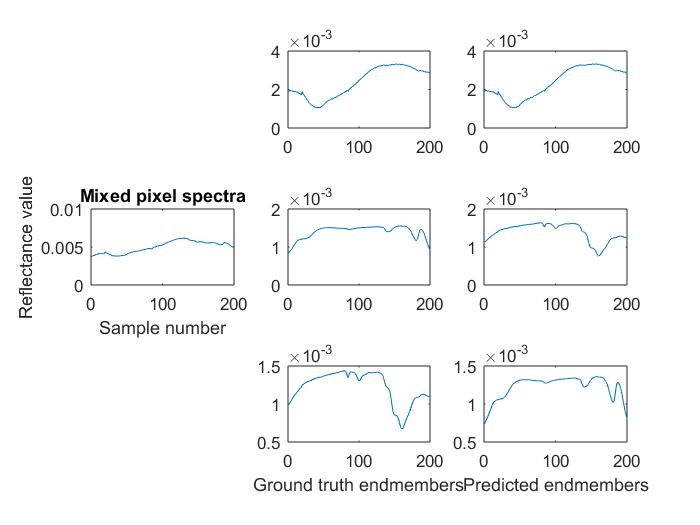 ×10-3
×10-3
4
2
0
0 100 200
4
2
0
0 100 200
Mixed pixel spectra
Reflectance value
0.01
0.005
0
0 100 200
Sample number
×10-3
2
1
0
0 100 200
×10-3
2
1
0
0 100 200
×10-3
1.5
1
0.5
0 100 200
Ground truth endmembers
×10-3
1.5
1
0.5
0 100 200
Predicted endmembers